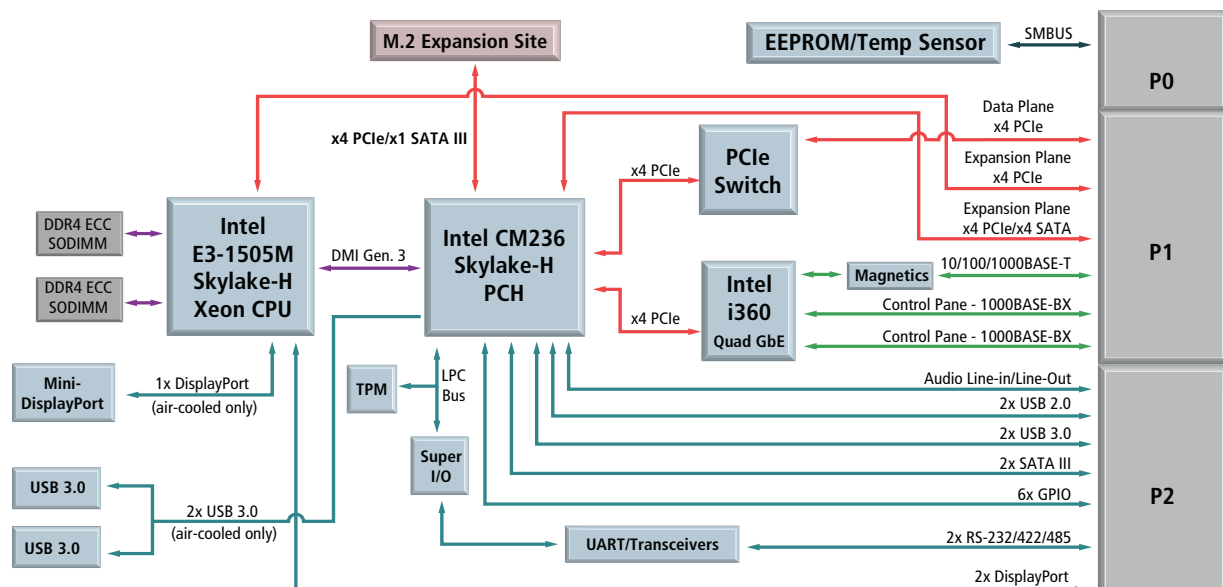 M.2 Expansion Site
EEPROM/Temp Sensor
SMBUS
P0
x4 PCIe/x1 SATA III
Data Plane
x4 PCIe
PCIe
Switch
x4 PCIe
Expansion Plane
x4 PCIe
Expansion Plane
x4 PCIe/x4 SATA
P1
DDR4 ECC
SODIMM
DDR4 ECC
SODIMM
Intel
E3-1505M
Skylake-H
Xeon CPU
DMI Gen. 3
Intel CM236
Skylake-H
PCH
x4 PCIe
Intel
i360
Quad GbE
Magnetics
10/100/1000BASE-T
Control Pane - 1000BASE-BX
Control Pane - 1000BASE-BX
Mini-
DisplayPort
1x DisplayPort
(air-cooled only)
TPM
LPC
Bus
Audio Line-in/Line-Out
2x USB 2.0
2x USB 3.0
2x SATA III
6x GPIO
P2
Super
I/O
USB 3.0
USB 3.0
2x USB 3.0
(air-cooled only)
UART/Transceivers
2x RS-232/422/485
2x DisplayPort